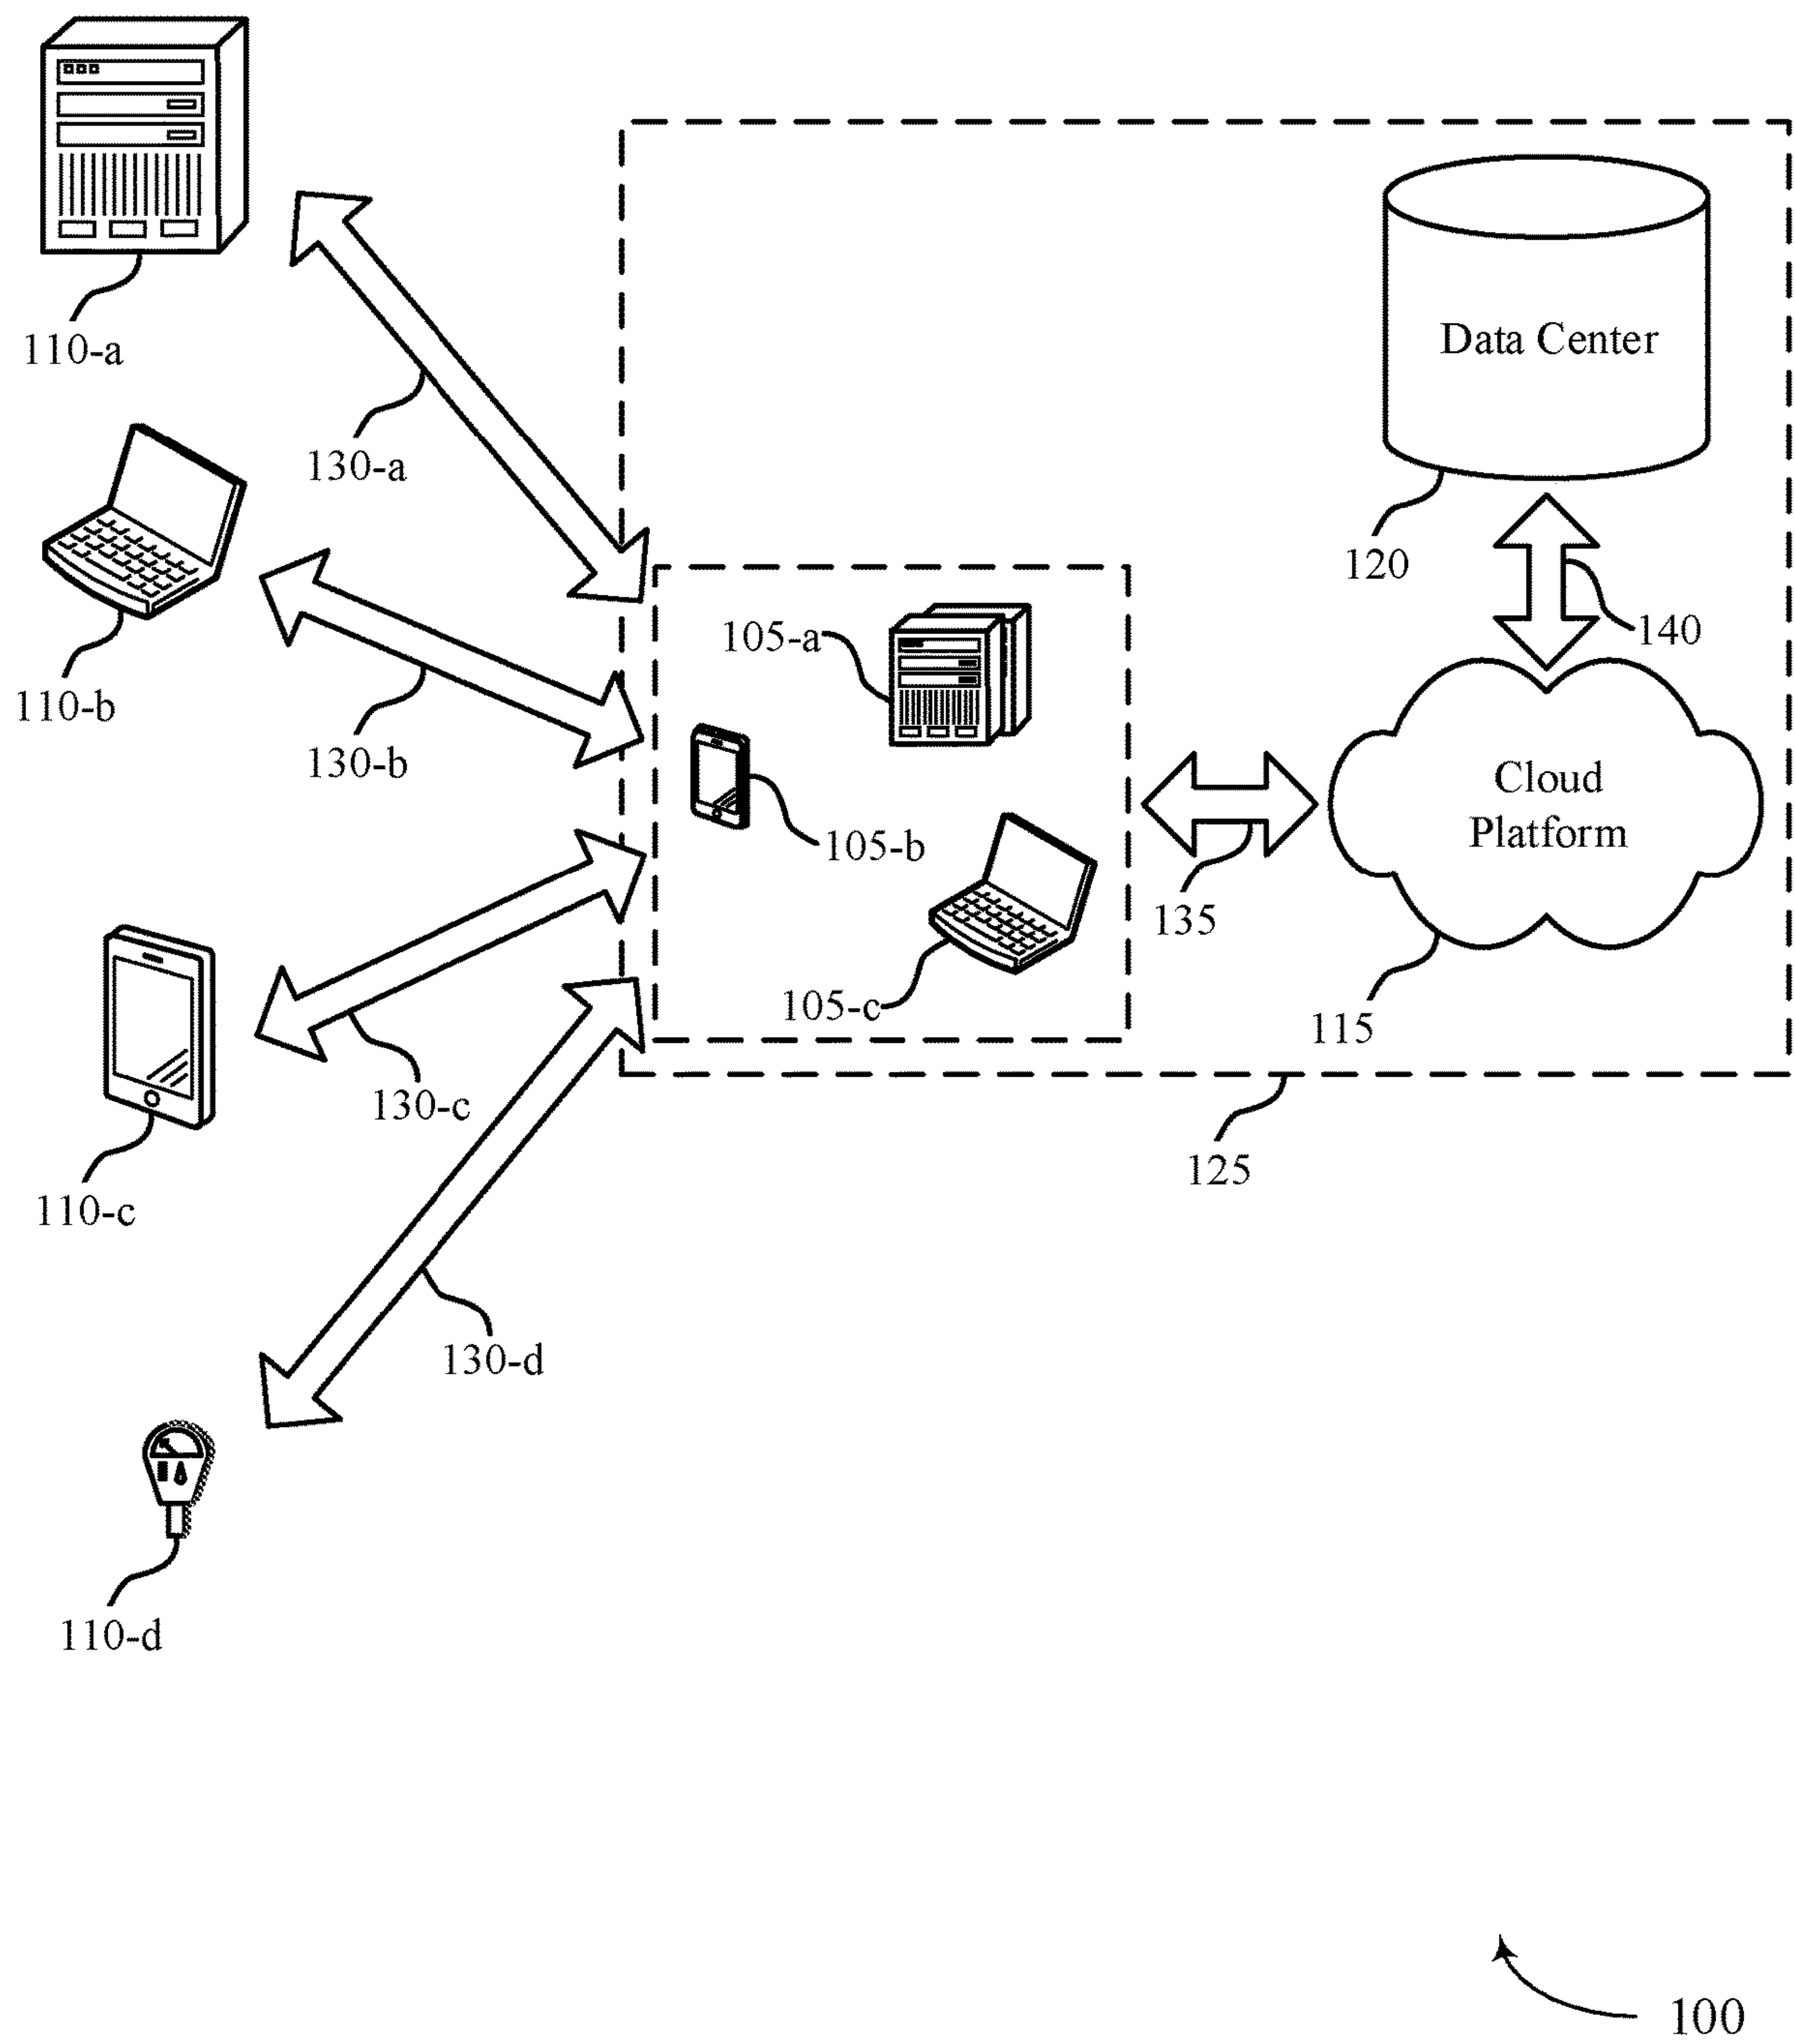 110-a
130-a
Data Center
120
140
110-b
130-b
105-a
105-b
105-c
Cloud
Platform
135
115
110-c
130-c
125
130-d
110-d
100